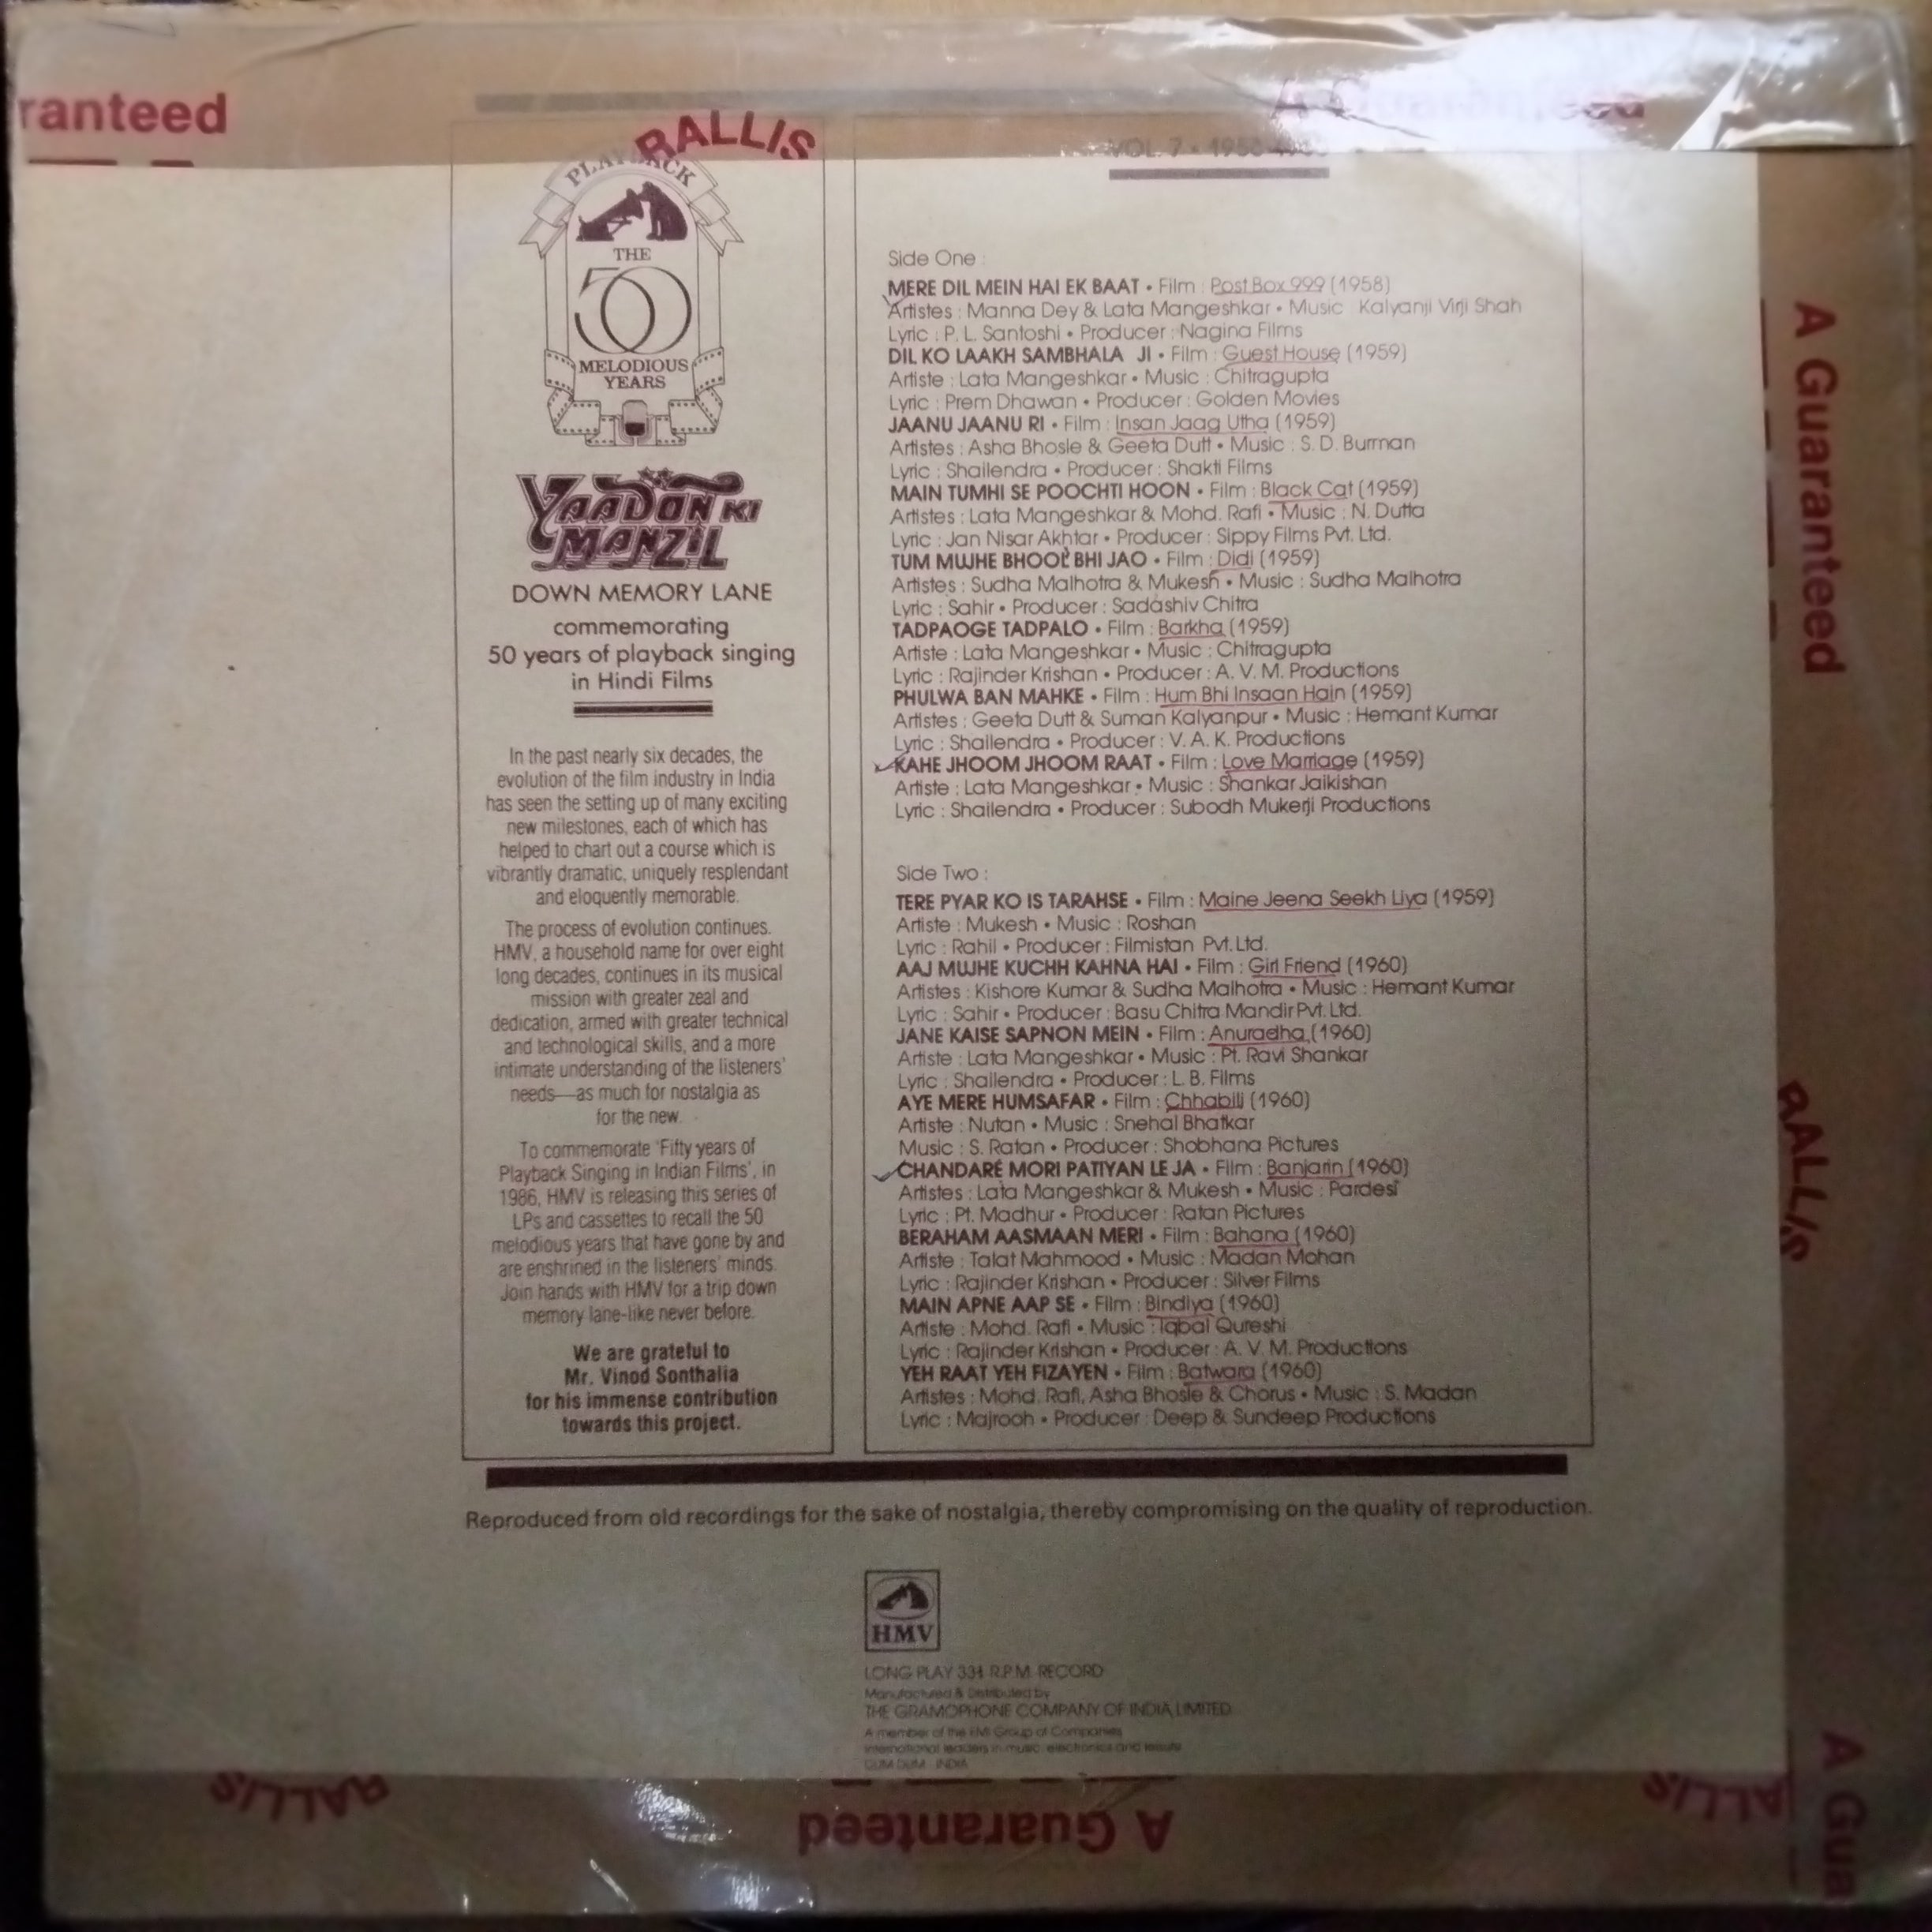 ranteed
RALLIS
PLAYBACK
THE
50
MELODIOUS
YEARS
YAADON KI
MANZIL
DOWN MEMORY LANE
commemorating
50 years of playback singing
in Hindi Films
In the past nearly six decades, the
evolution of the film industry in India
has seen the setting up of many exciting
new milestones, each of which has
helped to chart out a course which is
vibrantly dramatic, uniquely resplendant
and eloquently memorable.
The process of evolution continues.
HMV, a household name for over eight
long decades, continues in its musical
mission with greater zeal and
dedication, armed with greater technical
and technological skills, and a more
intimate understanding of the listeners'
needs—as much for nostalgia as
for the new.
To commemorate 'Fifty years of
Playback Singing in Indian Films', in
1986, HMV is releasing this series of
LPs and cassettes to recall the 50
melodious years that have gone by and
are enshrined in the listeners' minds.
Join hands with HMV for a trip down
memory lane-like never before.
We are grateful to
Mr. Vinod Sonthalia
for his immense contribution
towards this project.
VOL. 7 •
Side One :
MERE DIL MEIN HAI EK BAAT • Film : Post Box 999 (1958)
Artistes : Manna Dey & Lata Mangeshkar • Music : Kalyanji Virji Shah
Lyric : P. L. Santoshi • Producer : Nagina Films
DIL KO LAAKH SAMBHALA JI • Film : Guest House (1959)
Artiste : Lata Mangeshkar • Music : Chitragupta
Lyric : Prem Dhawan • Producer : Golden Movies
JAANU JAANU RI • Film : Insan Jaag Utha (1959)
Artistes : Asha Bhosle & Geeta Dutt • Music : S. D. Burman
Lyric : Shailendra • Producer : Shakti Films
MAIN TUMHI SE POOCHTI HOON • Film : Black Cat (1959)
Artistes : Lata Mangeshkar & Mohd. Rafi • Music : N. Dutta
Lyric : Jan Nisar Akhtar • Producer : Sippy Films Pvt. Ltd.
TUM MUJHE BHOOL BHI JAO • Film : Didi (1959)
Artistes : Sudha Malhotra & Mukesh • Music : Sudha Malhotra
Lyric : Sahir • Producer : Sadashiv Chitra
TADPAOGE TADPALO • Film : Barkha (1959)
Artiste : Lata Mangeshkar • Music : Chitragupta
Lyric : Rajinder Krishan • Producer : A. V. M. Productions
PHULWA BAN MAHKE • Film : Hum Bhi Insaan Hain (1959)
Artistes : Geeta Dutt & Suman Kalyanpur • Music : Hemant Kumar
Lyric : Shailendra • Producer : V. A. K. Productions
KAHE JHOOM JHOOM RAAT • Film : Love Marriage (1959)
Artiste : Lata Mangeshkar • Music : Shankar Jaikishan
Lyric : Shailendra • Producer : Subodh Mukerji Productions
Side Two :
TERE PYAR KO IS TARAHSE • Film : Maine Jeena Seekh Liya (1959)
Artiste : Mukesh • Music : Roshan
Lyric : Rahil • Producer : Filmistan Pvt. Ltd.
AAJ MUJHE KUCHH KAHNA HAI • Film : Girl Friend (1960)
Artistes : Kishore Kumar & Sudha Malhotra • Music : Hemant Kumar
Lyric : Sahir • Producer : Basu Chitra Mandir Pvt. Ltd.
JANE KAISE SAPNON MEIN • Film : Anuradha (1960)
Artiste : Lata Mangeshkar • Music : Pt. Ravi Shankar
Lyric : Shailendra • Producer : L. B. Films
AYE MERE HUMSAFAR • Film : Chhabili (1960)
Artiste : Nutan • Music : Snehal Bhatkar
Music : S. Ratan • Producer : Shobhana Pictures
CHANDARE MORI PATIYAN LE JA • Film : Banjarin (1960)
Artistes : Lata Mangeshkar & Mukesh • Music : Pardesi
Lyric : Pt. Madhur • Producer : Ratan Pictures
BERAHAM AASMAAN MERI • Film : Bahana (1960)
Artiste : Talat Mahmood • Music : Madan Mohan
Lyric : Rajinder Krishan • Producer : Silver Films
MAIN APNE AAP SE • Film : Bindiya (1960)
Artiste : Mohd. Rafi • Music : Iqbal Qureshi
Lyric : Rajinder Krishan • Producer : A. V. M. Productions
YEH RAAT YEH FIZAYEN • Film : Batwara (1960)
Artistes : Mohd. Rafi, Asha Bhosle & Chorus • Music : S. Madan
Lyric : Majrooh • Producer : Deep & Sundeep Productions
Reproduced from old recordings for the sake of nostalgia, thereby compromising on the quality of reproduction.
HMV
LONG PLAY 33⅓ R.P.M. RECORD
Manufactured & Distributed by
THE GRAMOPHONE COMPANY OF INDIA LIMITED
A member of the EMI Group of Companies
International leaders in music, electronics and leisure
DUM DUM INDIA
A Guaranteed
RALLIS
A Gua
RALLIS
A Guaranteed
RALLIS